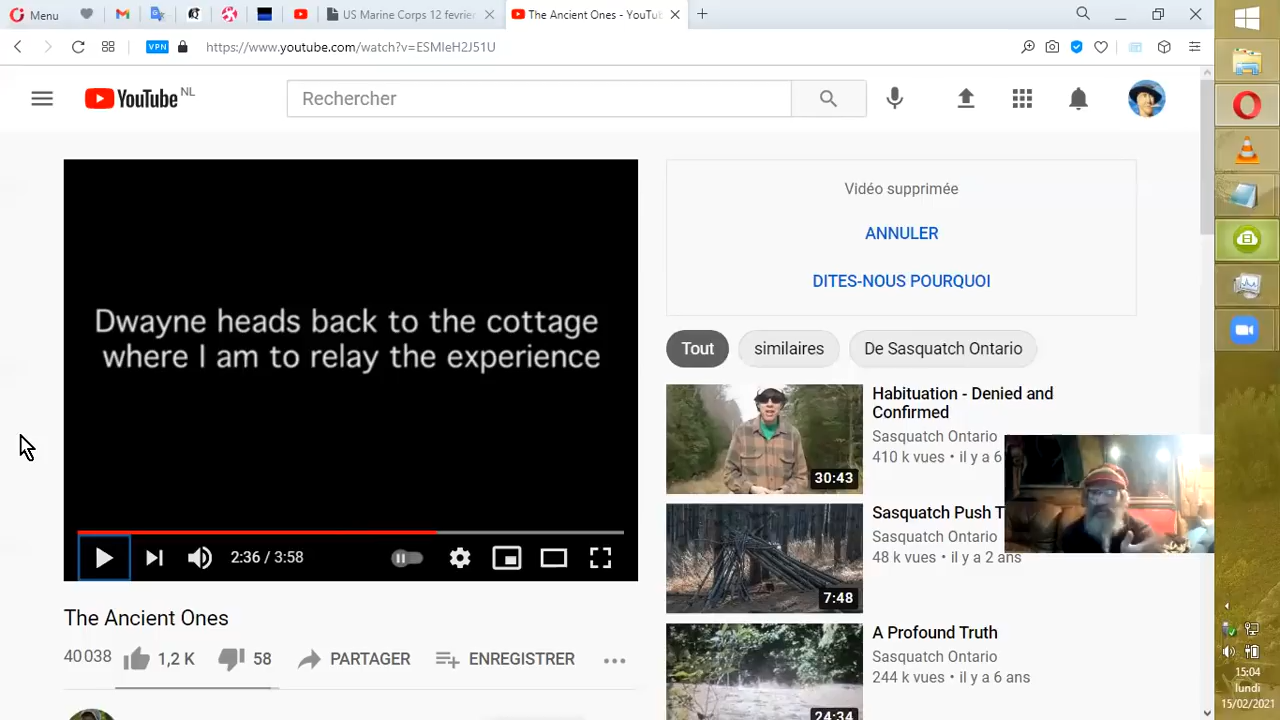 Menu
US Marine Corps 12 fevrier
The Ancient Ones - YouTub
VPN
https://www.youtube.com/watch?v=ESMleH2J51U
YouTube NL
Rechercher
Dwayne heads back to the cottage
where I am to relay the experience
2:36 / 3:58
The Ancient Ones
40 038
1,2 K
58
PARTAGER
ENREGISTRER
Vidéo supprimée
ANNULER
DITES-NOUS POURQUOI
Tout
similaires
De Sasquatch Ontario
Habituation - Denied and
Confirmed
Sasquatch Ontario
410 k vues • il y a 6
30:43
Sasquatch Push T
Sasquatch Ontario
48 k vues • il y a 2 ans
7:48
A Profound Truth
Sasquatch Ontario
244 k vues • il y a 6 ans
24:34
15:04
lundi
15/02/2021